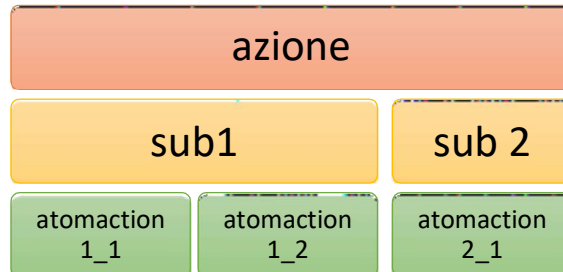 azione
sub1 sub 2
atomaction atomaction atomaction
1_1 1_2 2_1